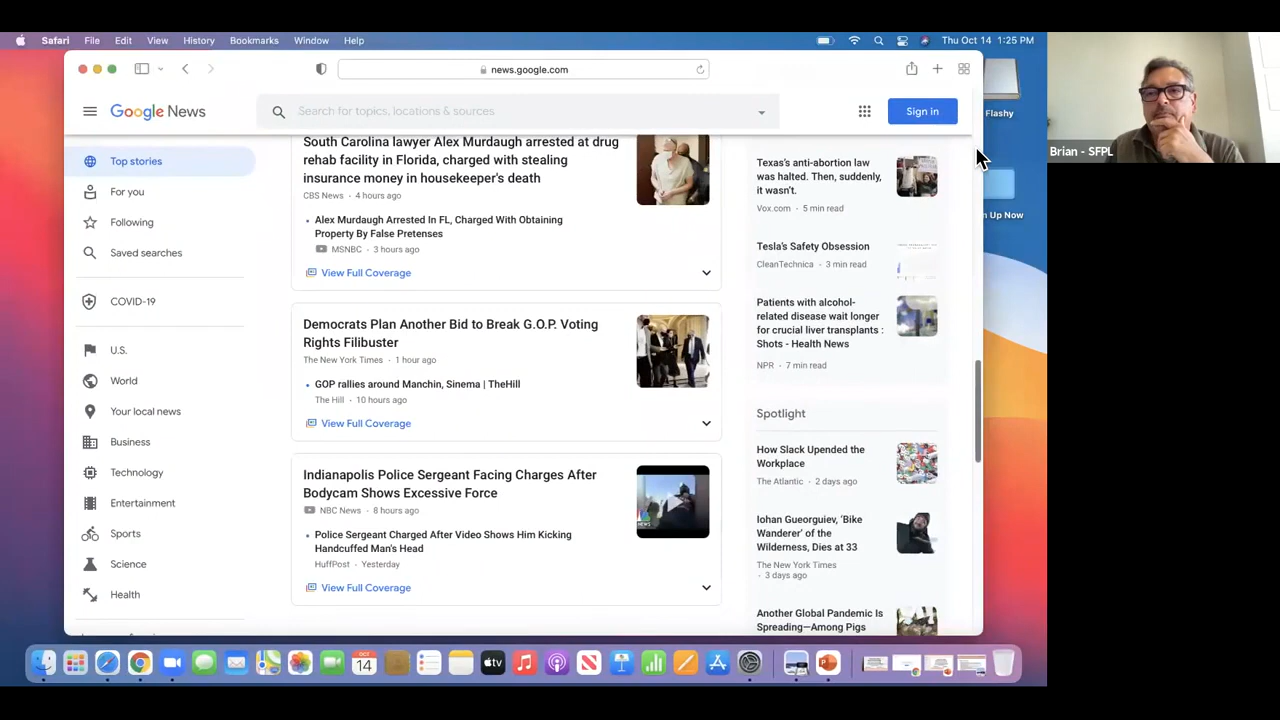 Safari File Edit View History Bookmarks Window Help
Thu Oct 14 1:25 PM
news.google.com
Google News
Search for topics, locations & sources
Sign in
Top stories
For you
Following
Saved searches
COVID-19
U.S.
World
Your local news
Business
Technology
Entertainment
Sports
Science
Health
South Carolina lawyer Alex Murdaugh arrested at drug
rehab facility in Florida, charged with stealing
insurance money in housekeeper's death
CBS News • 4 hours ago
• Alex Murdaugh Arrested In FL, Charged With Obtaining
Property By False Pretenses
MSNBC • 3 hours ago
View Full Coverage
Democrats Plan Another Bid to Break G.O.P. Voting
Rights Filibuster
The New York Times • 1 hour ago
• GOP rallies around Manchin, Sinema | TheHill
The Hill • 10 hours ago
View Full Coverage
Indianapolis Police Sergeant Facing Charges After
Bodycam Shows Excessive Force
NBC News • 8 hours ago
• Police Sergeant Charged After Video Shows Him Kicking
Handcuffed Man's Head
HuffPost • Yesterday
View Full Coverage
Texas's anti-abortion law
was halted. Then, suddenly,
it wasn't.
Vox.com • 5 min read
Tesla's Safety Obsession
CleanTechnica • 3 min read
Patients with alcohol-
related disease wait longer
for crucial liver transplants :
Shots - Health News
NPR • 7 min read
Spotlight
How Slack Upended the
Workplace
The Atlantic • 2 days ago
Iohan Gueorguiev, 'Bike
Wanderer' of the
Wilderness, Dies at 33
The New York Times
• 3 days ago
Another Global Pandemic Is
Spreading—Among Pigs
Flashy
n Up Now
Brian - SFPL
OCT
14
tv